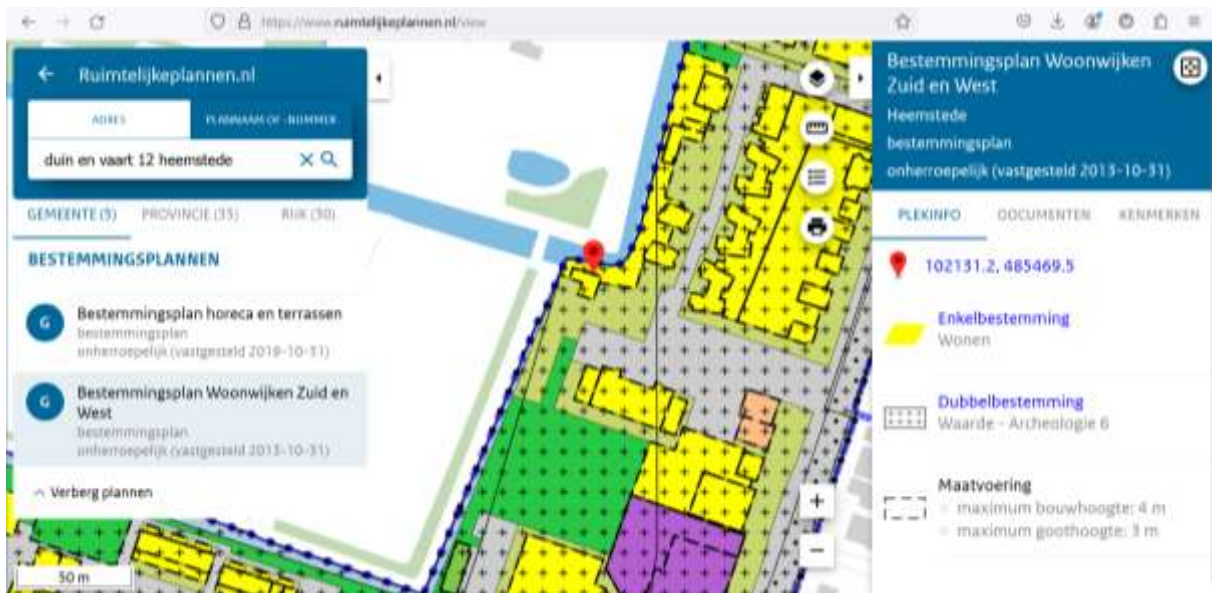 https://www.ruimtelijkeplannen.nl/view
Ruimtelijkeplannen.nl
ADRES
PLANNAAM OF -NUMMER
duin en vaart 12 heemstede
GEMEENTE (5)
PROVINCIE (35)
RIJK (30)
BESTEMMINGSPLANNEN
G
Bestemmingsplan horeca en terrassen
bestemmingsplan
onherroepelijk (vastgesteld 2019-10-31)
G
Bestemmingsplan Woonwijken Zuid en
West
bestemmingsplan
onherroepelijk (vastgesteld 2013-10-31)
Verberg plannen
50 m
+
−
Bestemmingsplan Woonwijken
Zuid en West
Heemstede
bestemmingsplan
onherroepelijk (vastgesteld 2013-10-31)
PLEKINFO
DOCUMENTEN
KENMERKEN
102131.2, 485469.5
Enkelbestemming
Wonen
Dubbelbestemming
Waarde - Archeologie 6
Maatvoering
maximum bouwhoogte: 4 m
maximum goothoogte: 3 m